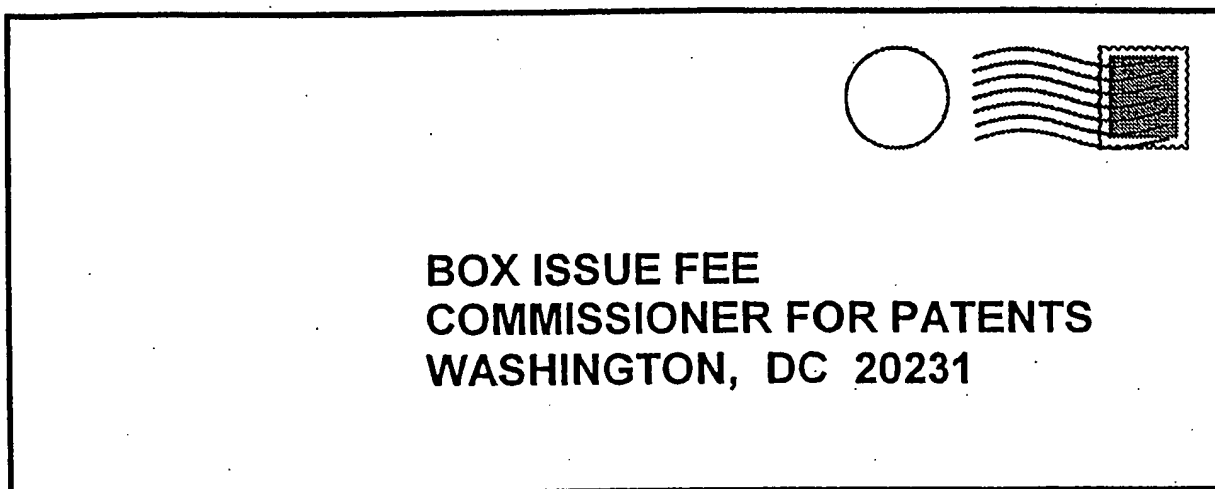 BOX ISSUE FEE
COMMISSIONER FOR PATENTS
WASHINGTON, DC 20231